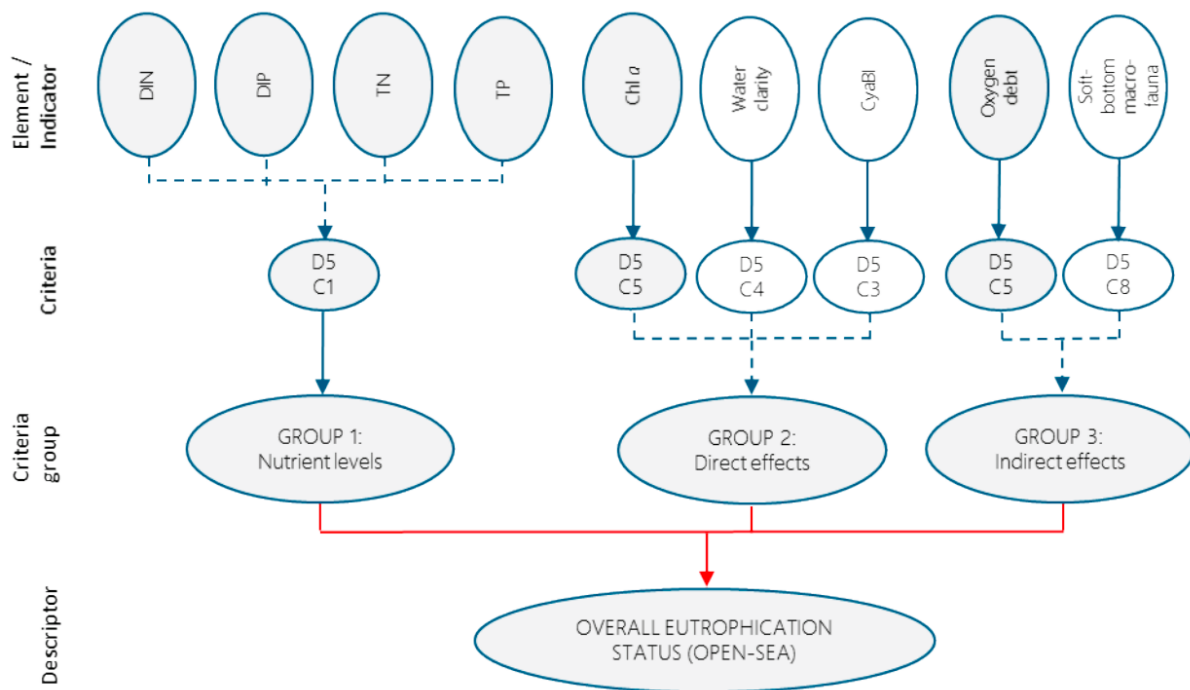 Element /
Indicator
DIN
DIP
TN
TP
Chl a
Water
clarity
CyaBl
Oxygen
debt
Soft-
bottom
macro-
fauna
Criteria
D5
C1
D5
C5
D5
C4
D5
C3
D5
C5
D5
C8
Criteria
group
GROUP 1:
Nutrient levels
GROUP 2:
Direct effects
GROUP 3:
Indirect effects
Descriptor
OVERALL EUTROPHICATION
STATUS (OPEN-SEA)